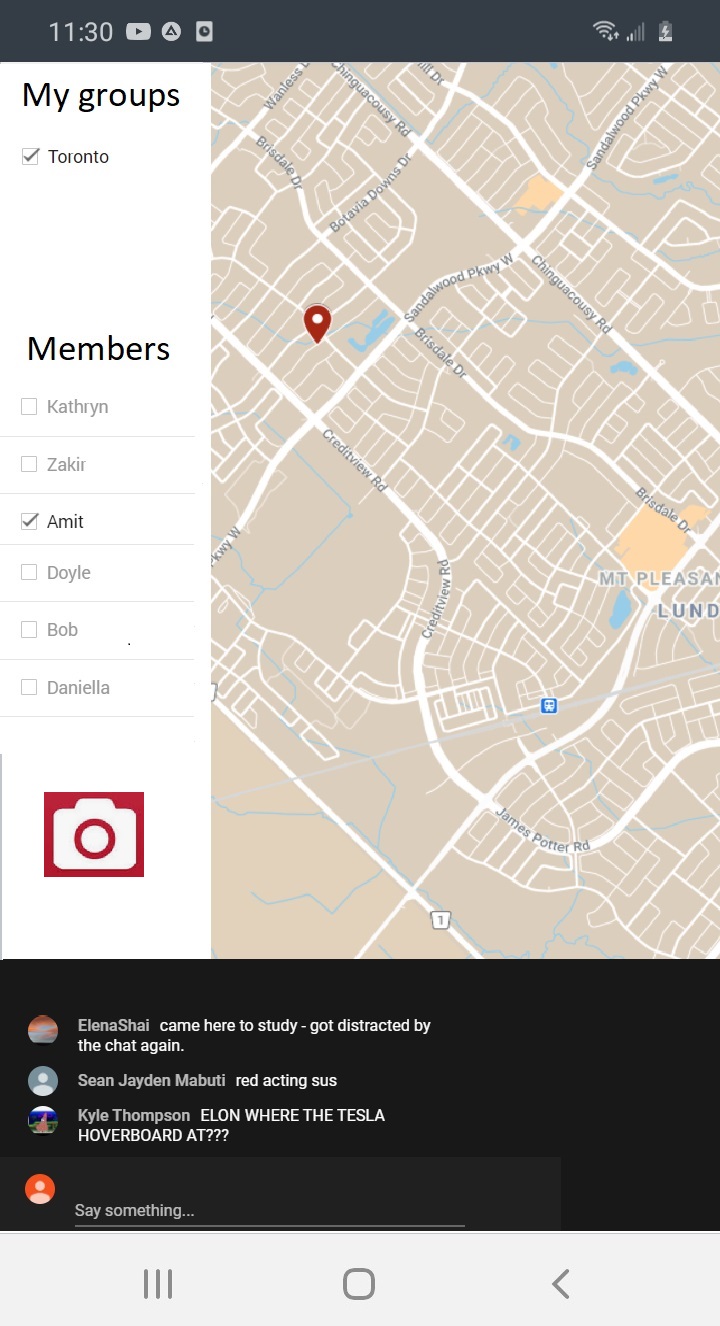 11:30
My groups
Toronto
Members
Kathryn
Zakir
Amit
Doyle
Bob
Daniella
Wanless D
Chinguacousy Rd
ill Dr
Sandalwood Pkwy W
Brisdale Dr
Botavia Downs Dr
Sandalwood Pkwy W
Chinguacousy Rd
Brisdale Dr
Creditview Rd
Pkwy W
Brisdale Dr
MT PLEASAN
LUND
Creditview Rd
James Potter Rd
1
ElenaShai came here to study - got distracted by
the chat again.
Sean Jayden Mabuti red acting sus
Kyle Thompson ELON WHERE THE TESLA
HOVERBOARD AT???
Say something...